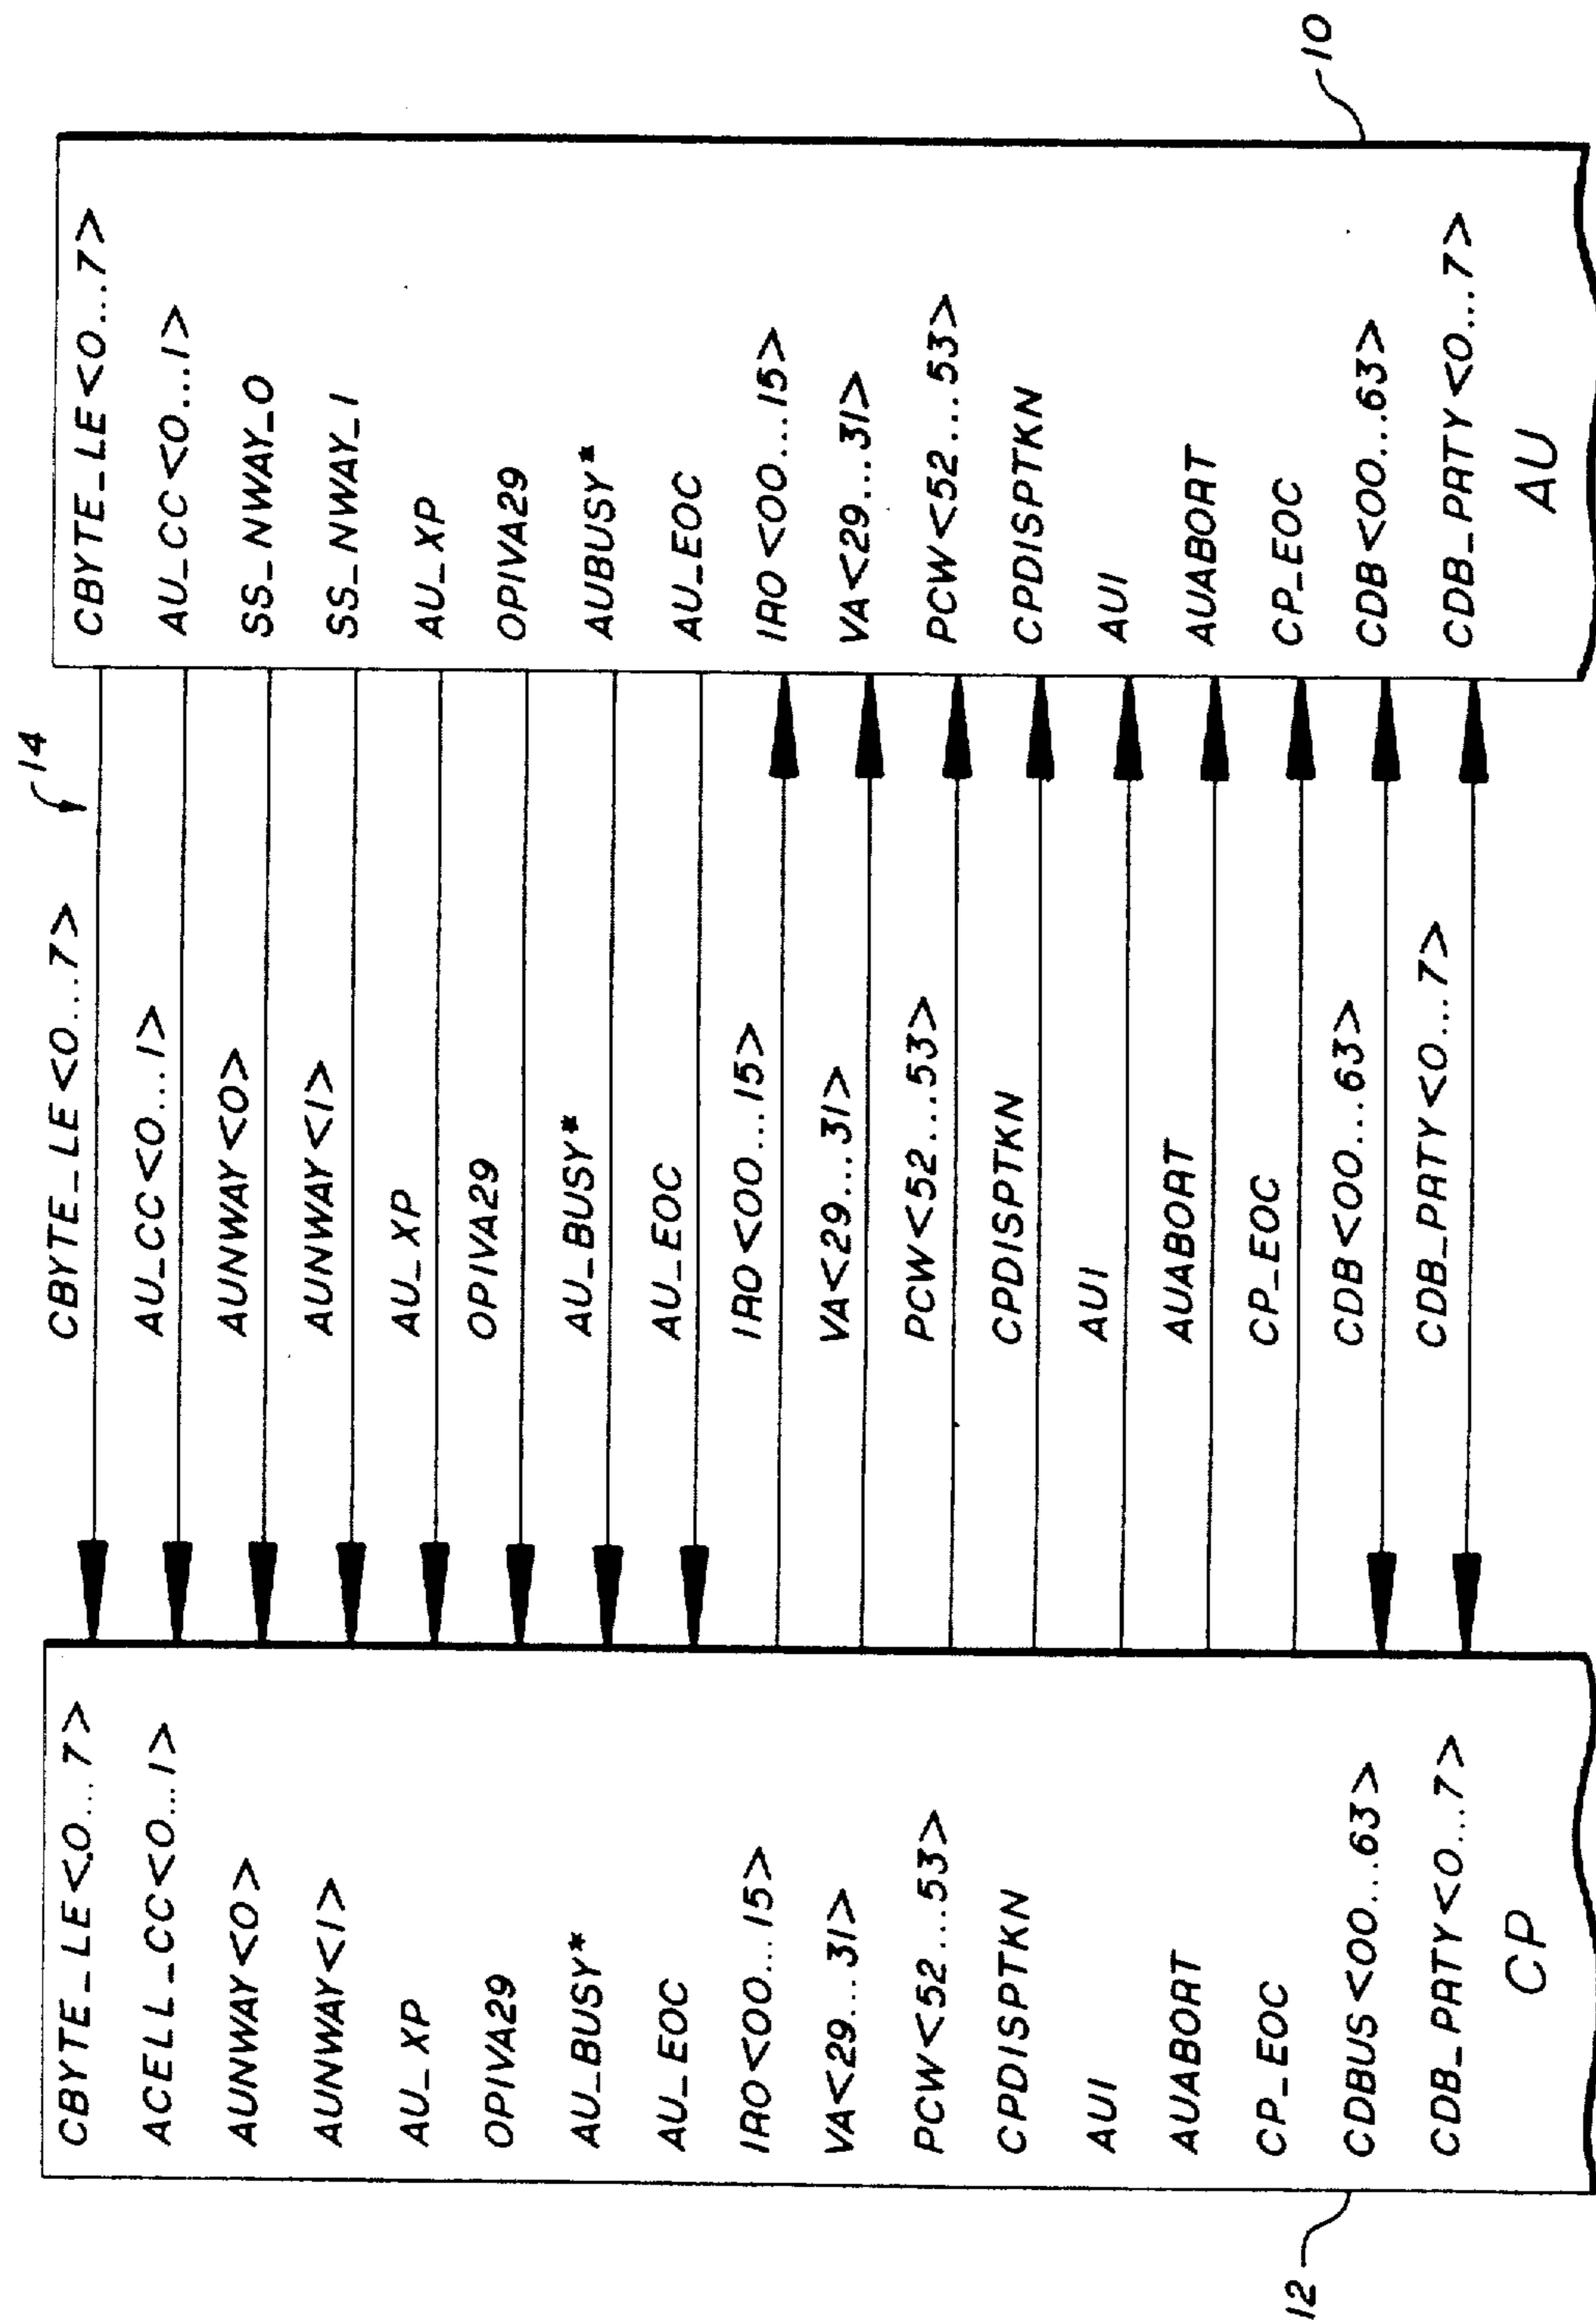 14
CBYTE_LE<0...7> CBYTE_LE<0...7> CBYTE_LE<0...7>
ACELL_CC<0...1> AU_CC<0...1> AU_CC<0...1>
AUNWAY<0> AUNWAY<0> SS_NWAY_0
AUNWAY<1> AUNWAY<1> SS_NWAY_1
AU_XP AU_XP AU_XP
OPIVA29 OPIVA29 OPIVA29
AU_BUSY* AU_BUSY* AUBUSY*
AU_EOC AU_EOC AU_EOC
IRO<00...15> IRO<00...15> IRO<00...15>
VA<29...31> VA<29...31> VA<29...31>
PCW<52...53> PCW<52...53> PCW<52...53>
CPDISPTKN CPDISPTKN CPDISPTKN
AUI AUI AUI
AUABORT AUABORT AUABORT
CP_EOC CP_EOC CP_EOC
CDBUS<00...63> CDB<00...63> CDB<00...63>
CDB_PRTY<0...7> CDB_PRTY<0...7> CDB_PRTY<0...7>
CP AU
12 10